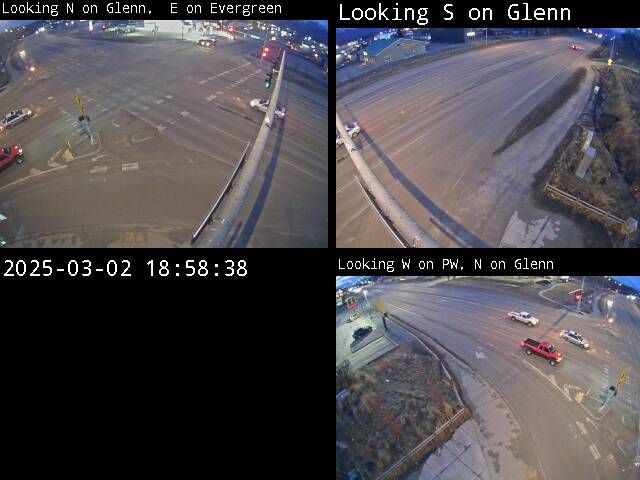 Looking N on Glenn,  E on Evergreen
Looking S on Glenn
2025-03-02 18:58:38
Looking W on PW, N on Glenn